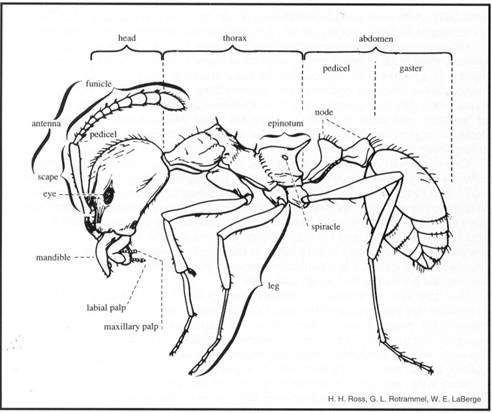 head
thorax
abdomen
pedicel
gaster
funicle
node
antenna
epinotum
pedicel
scape
eye
spiracle
mandible
leg
labial palp
maxillary palp
H. H. Ross, G. L. Rotrammel, W. E. LaBerge